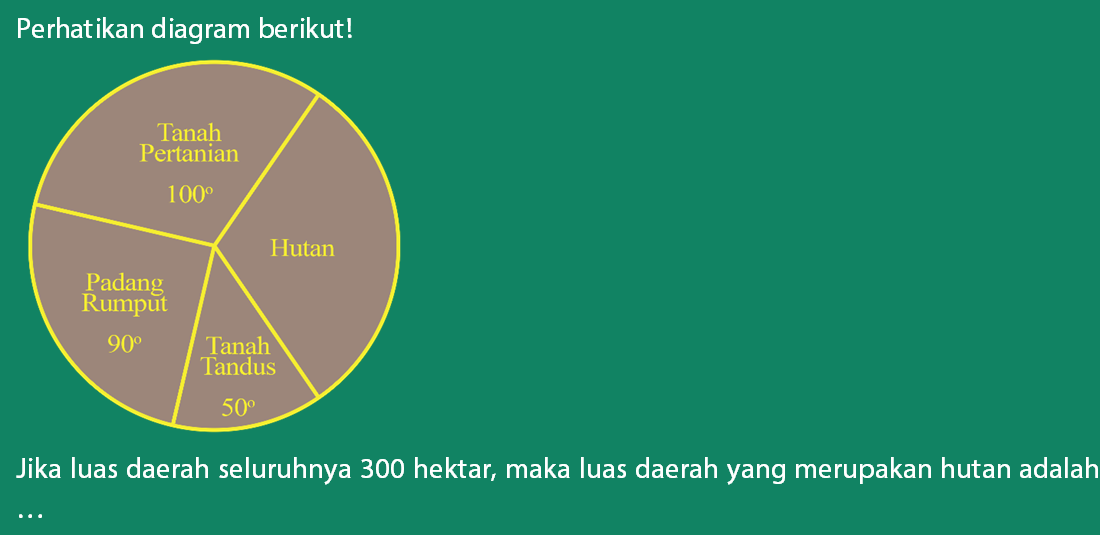 Perhatikan diagram berikut!
Tanah
Pertanian
100°
Hutan
Padang
Rumput
90°
Tanah
Tandus
50°
Jika luas daerah seluruhnya 300 hektar, maka luas daerah yang merupakan hutan adalah
...